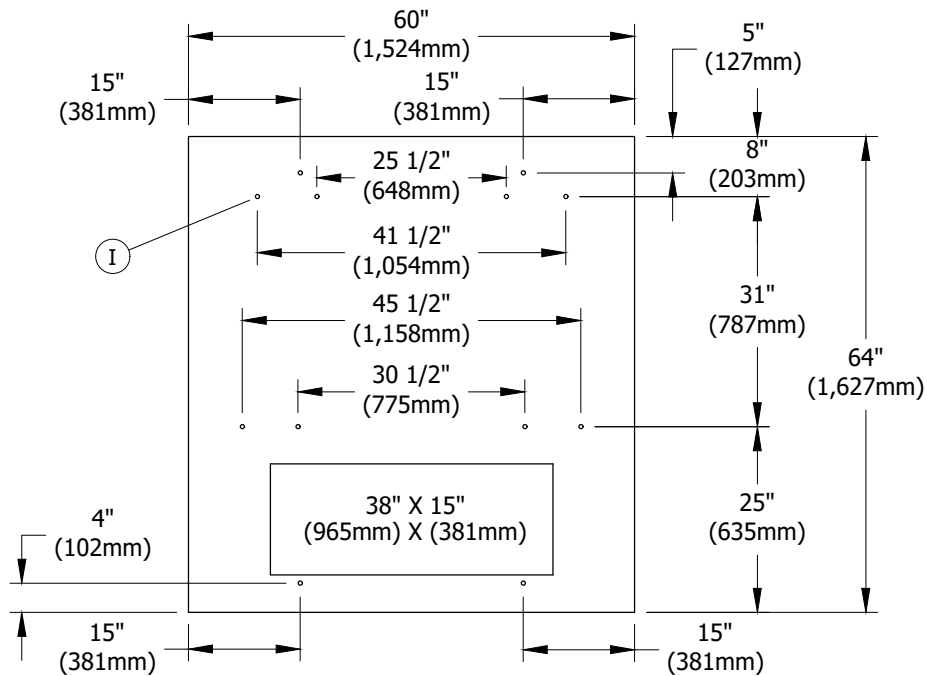 60"
(1,524mm)
5"
(127mm)
15"
(381mm)
15"
(381mm)
25 1/2"
(648mm)
8"
(203mm)
I
41 1/2"
(1,054mm)
45 1/2"
(1,158mm)
31"
(787mm)
64"
(1,627mm)
30 1/2"
(775mm)
38" X 15"
(965mm) X (381mm)
25"
(635mm)
4"
(102mm)
15"
(381mm)
15"
(381mm)